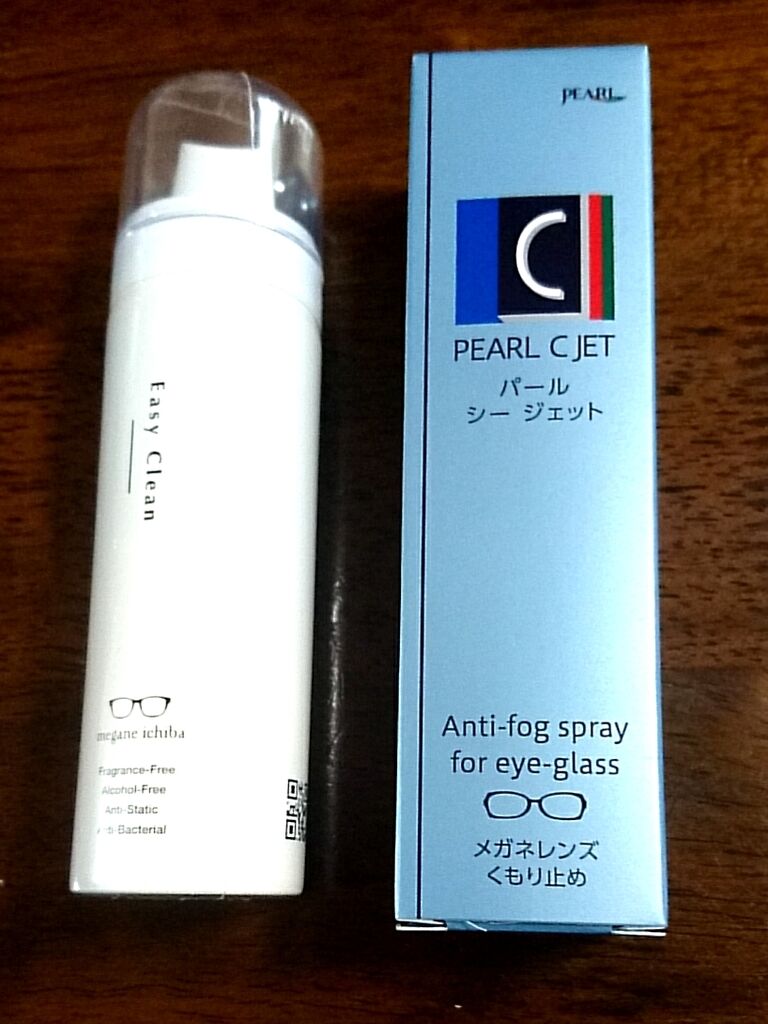 Easy Clean
megane ichiba
Fragrance-Free
Alcohol-Free
Anti-Static
Anti-Bacterial
PEARL
C
PEARL C JET
パール
シー ジェット
Anti-fog spray
for eye-glass
メガネレンズ
くもり止め